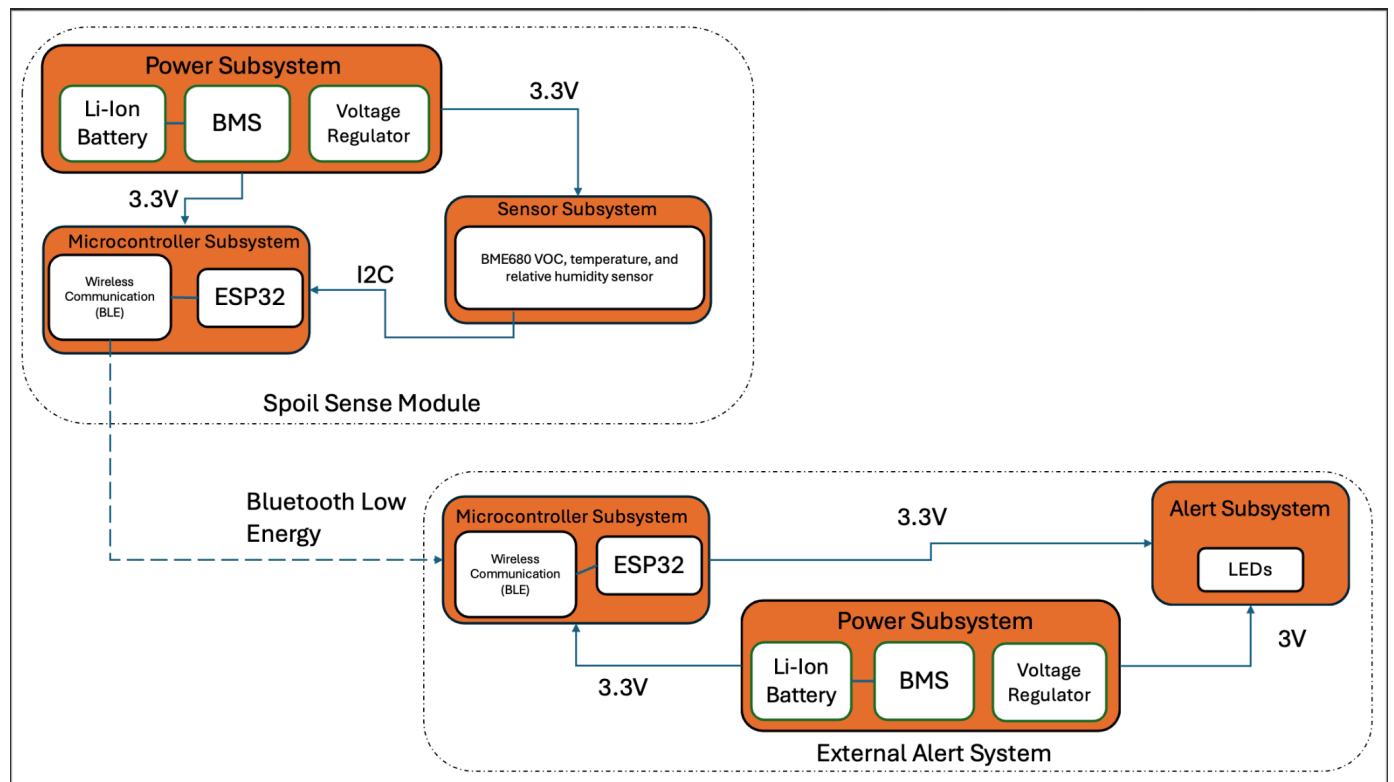 Power Subsystem
Li-Ion
Battery
BMS
Voltage
Regulator
3.3V
3.3V
Sensor Subsystem
BME680 VOC, temperature, and
relative humidity sensor
Microcontroller Subsystem
Wireless
Communication
(BLE)
ESP32
I2C
Spoil Sense Module
Bluetooth Low
Energy
Microcontroller Subsystem
Wireless
Communication
(BLE)
ESP32
3.3V
Alert Subsystem
LEDs
Power Subsystem
Li-Ion
Battery
BMS
Voltage
Regulator
3.3V
3V
External Alert System